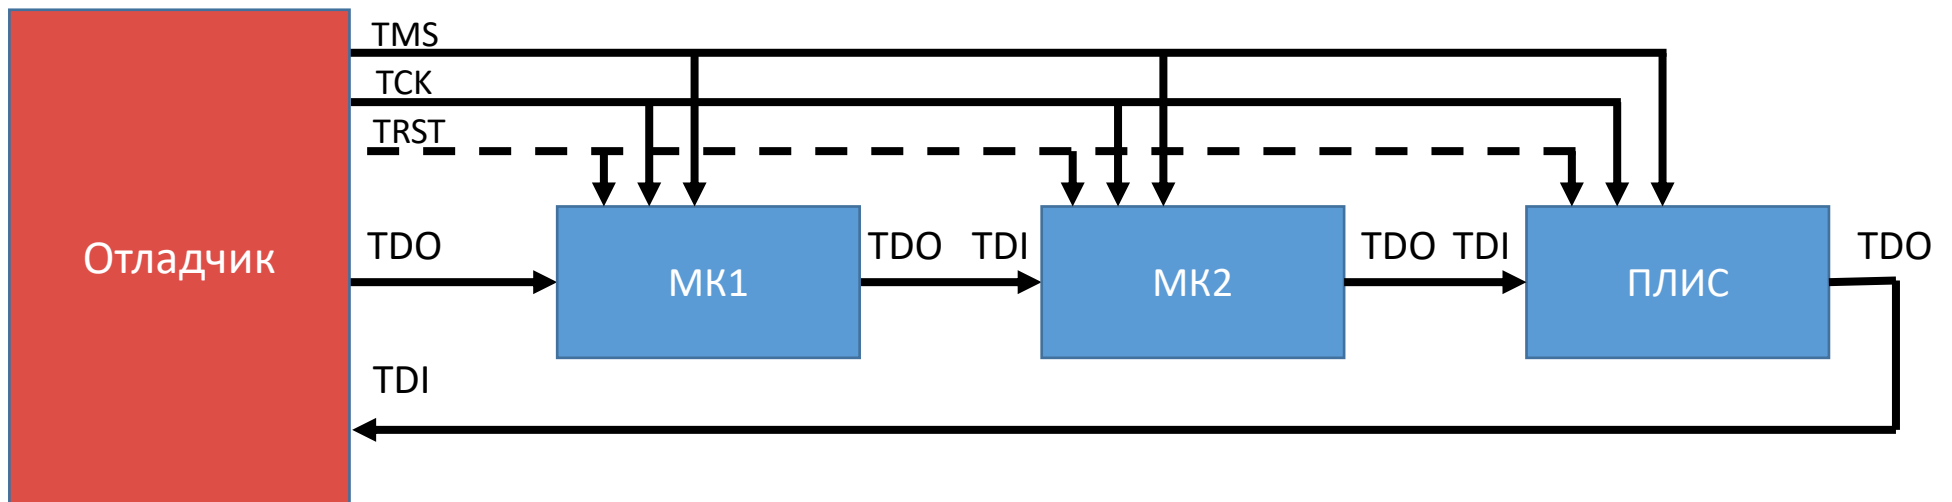 TMS
TCK
TRST
Отладчик
TDO
МК1
TDO TDI
МК2
TDO TDI
ПЛИС
TDO
TDI